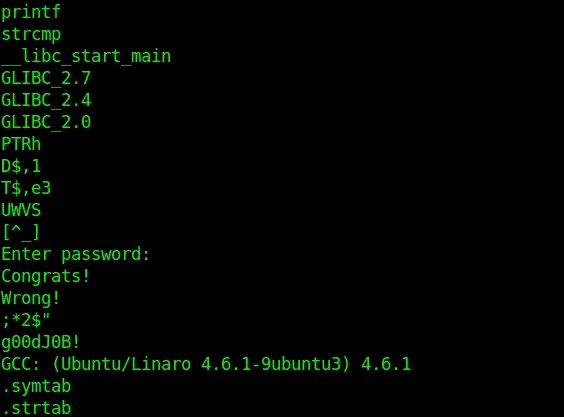 printf
strcmp
__libc_start_main
GLIBC_2.7
GLIBC_2.4
GLIBC_2.0
PTRh
D$,1
T$,e3
UWVS
[^_]
Enter password:
Congrats!
Wrong!
;*2$"
g00dJ0B!
GCC: (Ubuntu/Linaro 4.6.1-9ubuntu3) 4.6.1
.symtab
.strtab